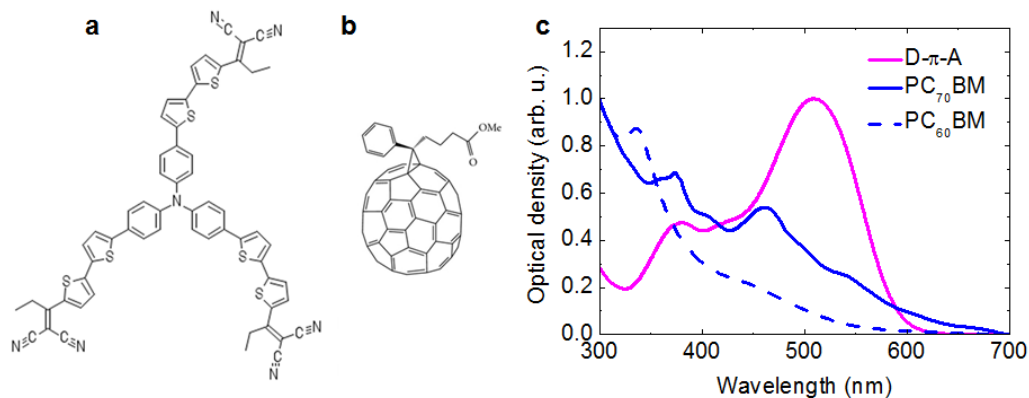 a
b
c
C≡N
N≡C
S
S
S
S
S
S
N
C≡N
C≡N
N≡C
C≡N
OMe
O
1.2
1.0
0.8
0.6
0.4
0.2
0.0
300
400
500
600
700
Optical density (arb. u.)
Wavelength (nm)
D-π-A
PC₇₀BM
PC₆₀BM